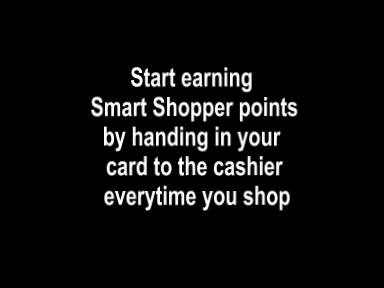 Start earning
Smart Shopper points
by handing in your
card to the cashier
everytime you shop